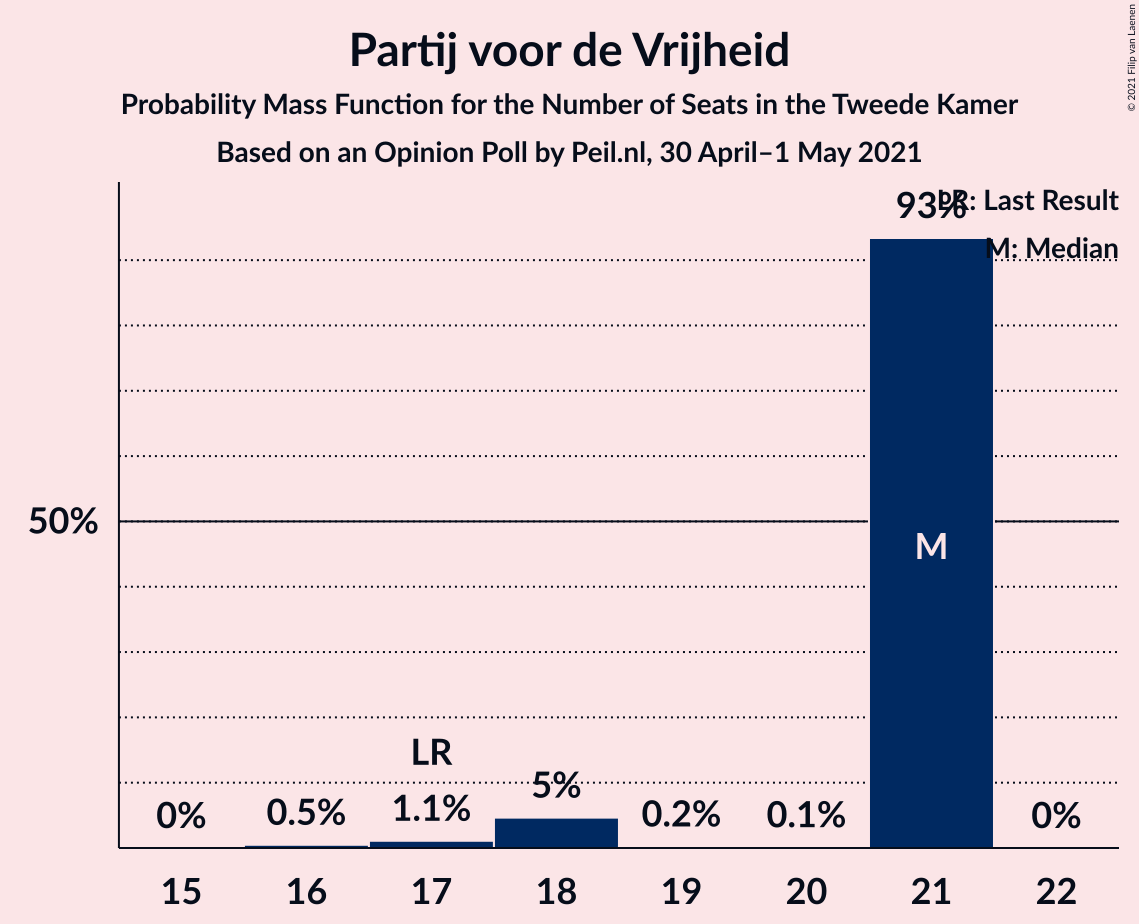 Partij voor de Vrijheid
Probability Mass Function for the Number of Seats in the Tweede Kamer
Based on an Opinion Poll by Peil.nl, 30 April–1 May 2021
© 2021 Filip van Laenen
LR: Last Result
M: Median
93%
50%
M
LR
0%
0.5%
1.1%
5%
0.2%
0.1%
0%
15 16 17 18 19 20 21 22